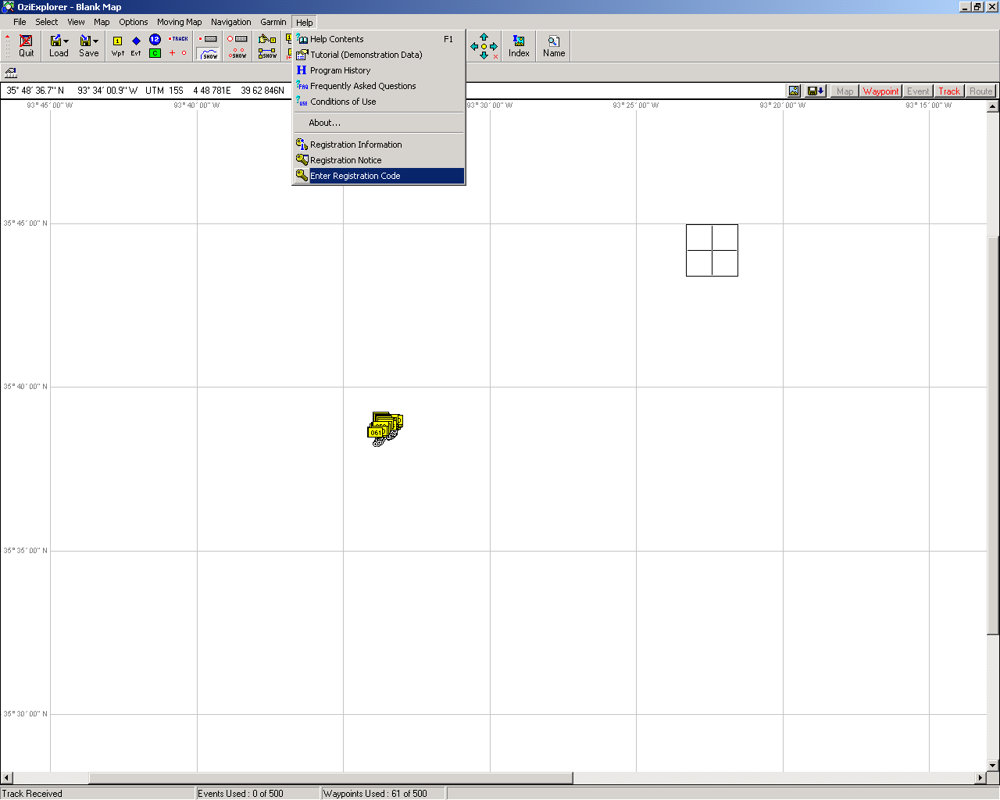 OziExplorer - Blank Map
File Select View Map Options Moving Map Navigation Garmin Help
Quit Load Save 1 Wpt Evt 12 C TRACK SHOW SHOW SHOW Index Name
Help Contents F1
Tutorial (Demonstration Data)
H Program History
?FAQ Frequently Asked Questions
?USE Conditions of Use
About...
Registration Information
Registration Notice
Enter Registration Code
35° 48' 36.7" N 93° 34' 00.9" W UTM 15S 4 48 781E 39 62 846N
Map Waypoint Event Track Route
93° 45' 00" W 93° 40' 00" W 93° 30' 00" W 93° 25' 00" W 93° 20' 00" W 93° 15' 00" W
35° 45' 00" N
35° 40' 00" N
061
35° 35' 00" N
35° 30' 00" N
Track Received Events Used : 0 of 500 Waypoints Used : 61 of 500